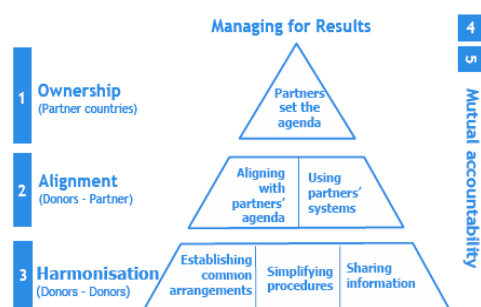 Managing for Results
4
5
Mutual accountability
1
Ownership
(Partner countries)
Partners
set the
agenda
2
Alignment
(Donors - Partner)
Aligning
with
partners'
agenda
Using
partners'
systems
3
Harmonisation
(Donors - Donors)
Establishing
common
arrangements
Simplifying
procedures
Sharing
information